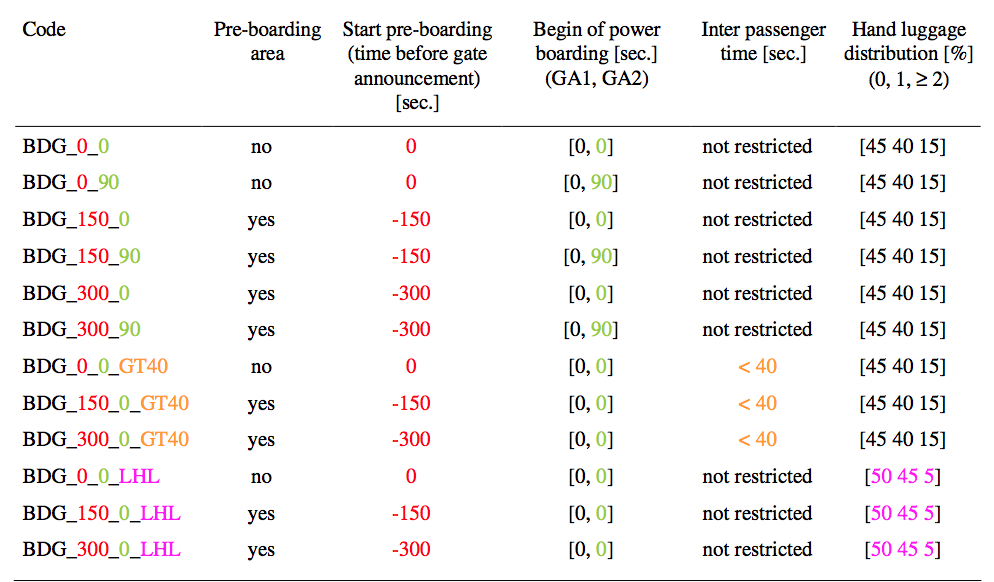 Code Pre-boarding area Start pre-boarding (time before gate announcement) [sec.] Begin of power boarding [sec.] (GA1, GA2) Inter passenger time [sec.] Hand luggage distribution [%] (0, 1, ≥ 2)
BDG_0_0 no 0 [0, 0] not restricted [45 40 15]
BDG_0_90 no 0 [0, 90] not restricted [45 40 15]
BDG_150_0 yes -150 [0, 0] not restricted [45 40 15]
BDG_150_90 yes -150 [0, 90] not restricted [45 40 15]
BDG_300_0 yes -300 [0, 0] not restricted [45 40 15]
BDG_300_90 yes -300 [0, 90] not restricted [45 40 15]
BDG_0_0_GT40 no 0 [0, 0] < 40 [45 40 15]
BDG_150_0_GT40 yes -150 [0, 0] < 40 [45 40 15]
BDG_300_0_GT40 yes -300 [0, 0] < 40 [45 40 15]
BDG_0_0_LHL no 0 [0, 0] not restricted [50 45 5]
BDG_150_0_LHL yes -150 [0, 0] not restricted [50 45 5]
BDG_300_0_LHL yes -300 [0, 0] not restricted [50 45 5]